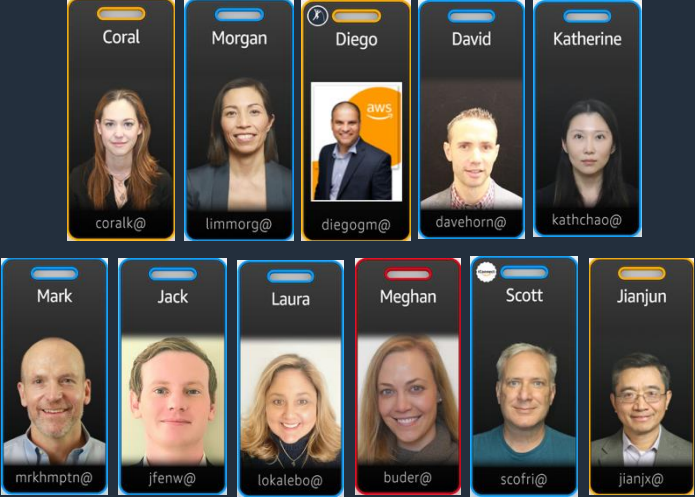 Coral
Morgan
Diego
David
Katherine
aws
coralk@
limmorg@
diegogm@
davehorn@
kathchao@
Mark
Jack
Laura
Meghan
Scott
Jianjun
mrkhmptn@
jfenw@
lokalebo@
buder@
scofri@
jianjx@